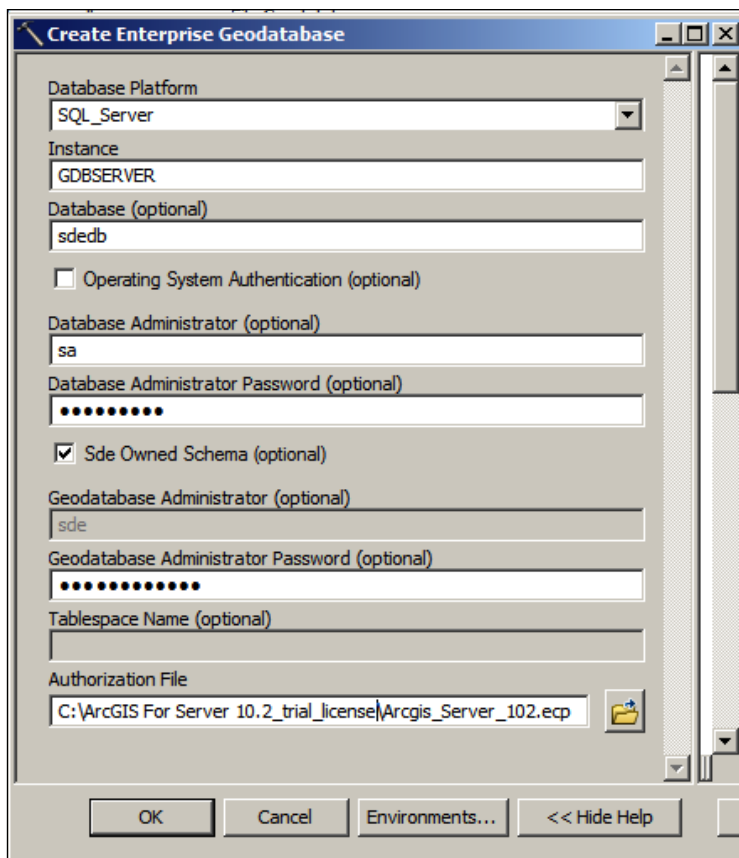 Create Enterprise Geodatabase
Database Platform
SQL_Server
Instance
GDBSERVER
Database (optional)
sdedb
Operating System Authentication (optional)
Database Administrator (optional)
sa
Database Administrator Password (optional)
●●●●●●●●●
Sde Owned Schema (optional)
Geodatabase Administrator (optional)
sde
Geodatabase Administrator Password (optional)
●●●●●●●●●●●●
Tablespace Name (optional)
Authorization File
C:\ArcGIS For Server 10.2_trial_license\Arcgis_Server_102.ecp
OK Cancel Environments... << Hide Help